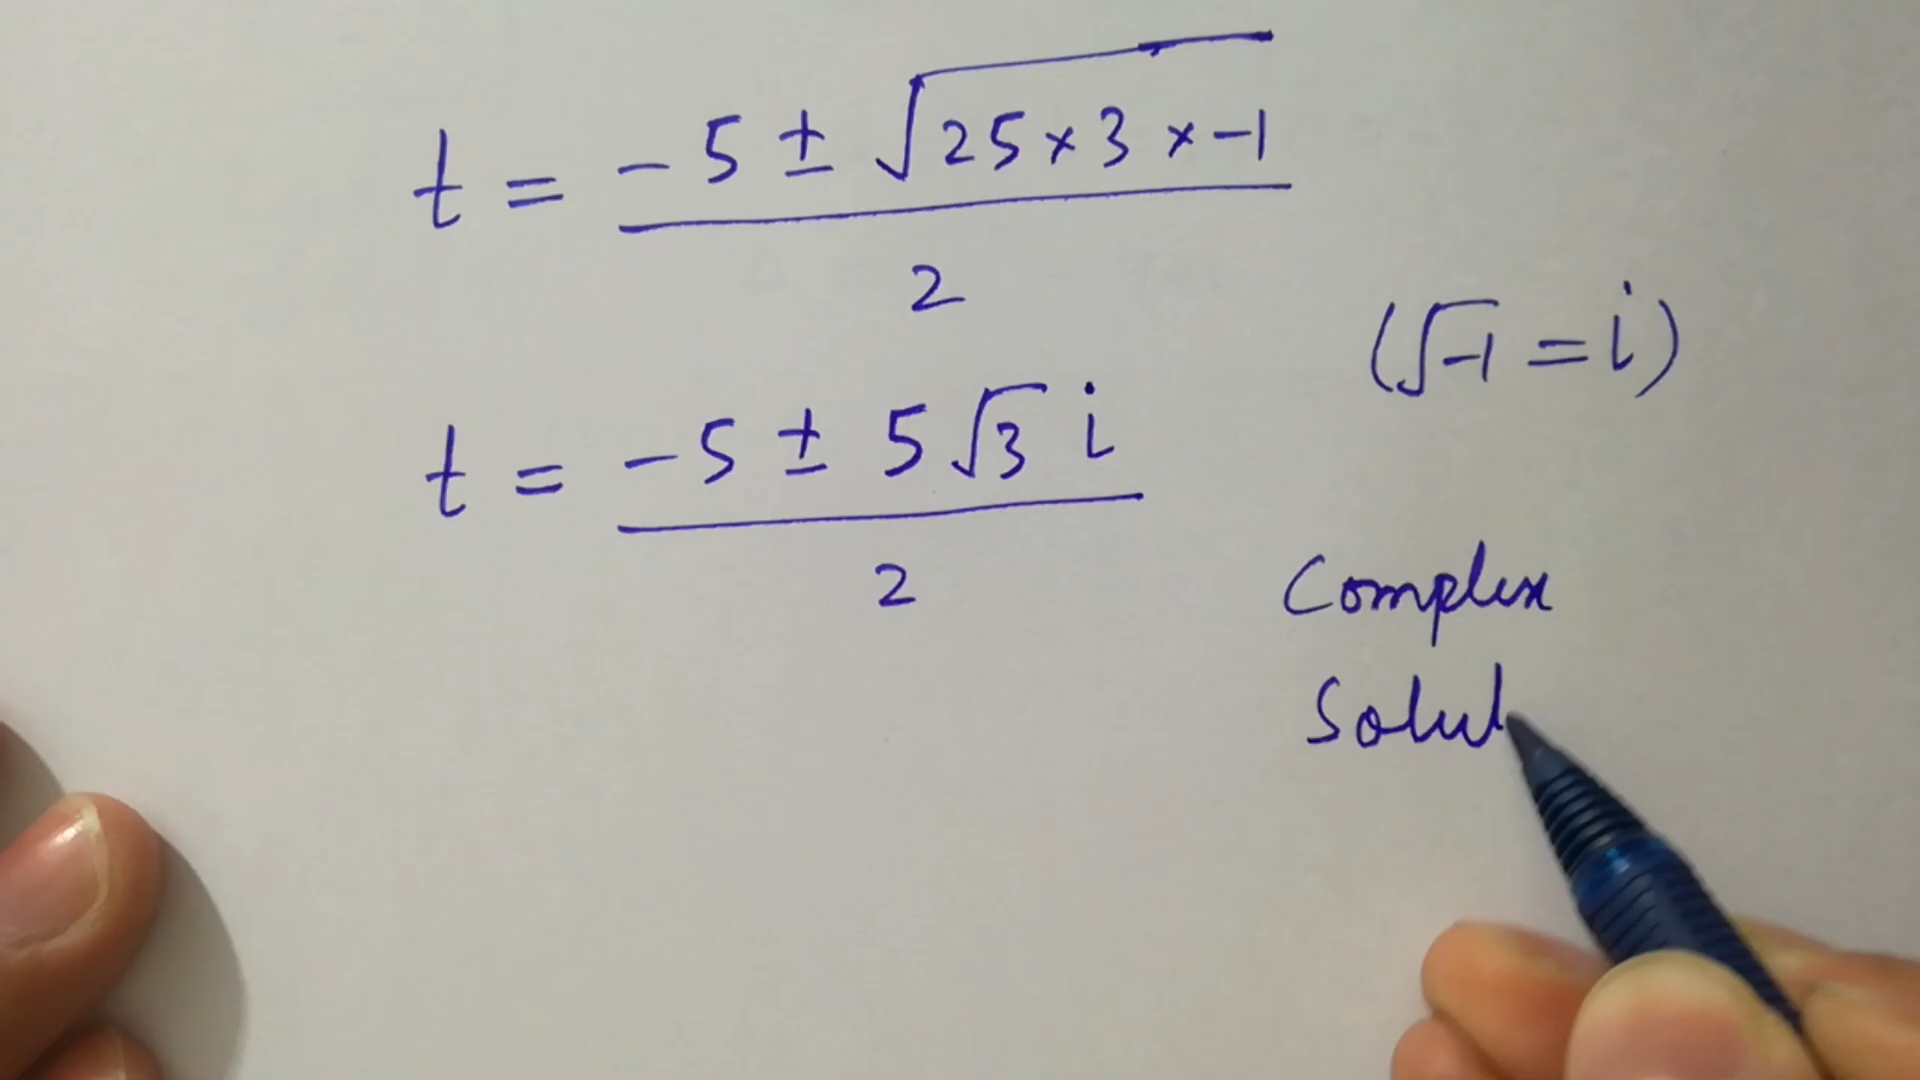 t = -5 ± √25 × 3 × -1
2
(√-1 = i)
t = -5 ± 5√3 i
2
Complex
Solut